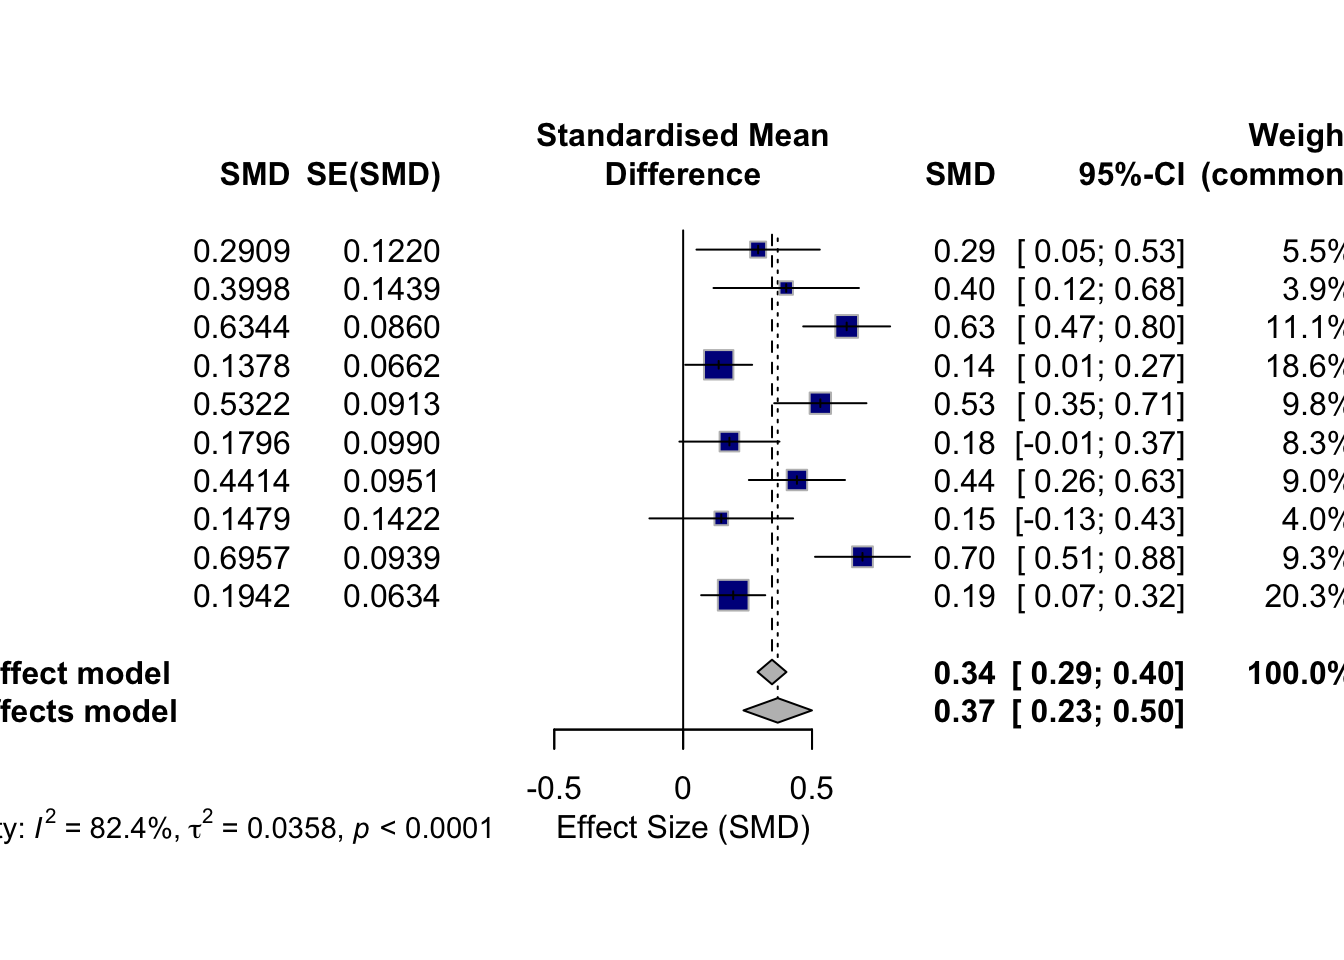 Standardised Mean Weigh
SMD SE(SMD) Difference SMD 95%-CI (common
0.2909 0.1220 0.29 [ 0.05; 0.53] 5.5%
0.3998 0.1439 0.40 [ 0.12; 0.68] 3.9%
0.6344 0.0860 0.63 [ 0.47; 0.80] 11.1%
0.1378 0.0662 0.14 [ 0.01; 0.27] 18.6%
0.5322 0.0913 0.53 [ 0.35; 0.71] 9.8%
0.1796 0.0990 0.18 [-0.01; 0.37] 8.3%
0.4414 0.0951 0.44 [ 0.26; 0.63] 9.0%
0.1479 0.1422 0.15 [-0.13; 0.43] 4.0%
0.6957 0.0939 0.70 [ 0.51; 0.88] 9.3%
0.1942 0.0634 0.19 [ 0.07; 0.32] 20.3%
ffect model 0.34 [ 0.29; 0.40] 100.0%
fects model 0.37 [ 0.23; 0.50]
-0.5 0 0.5
ty: I² = 82.4%, τ² = 0.0358, p < 0.0001 Effect Size (SMD)